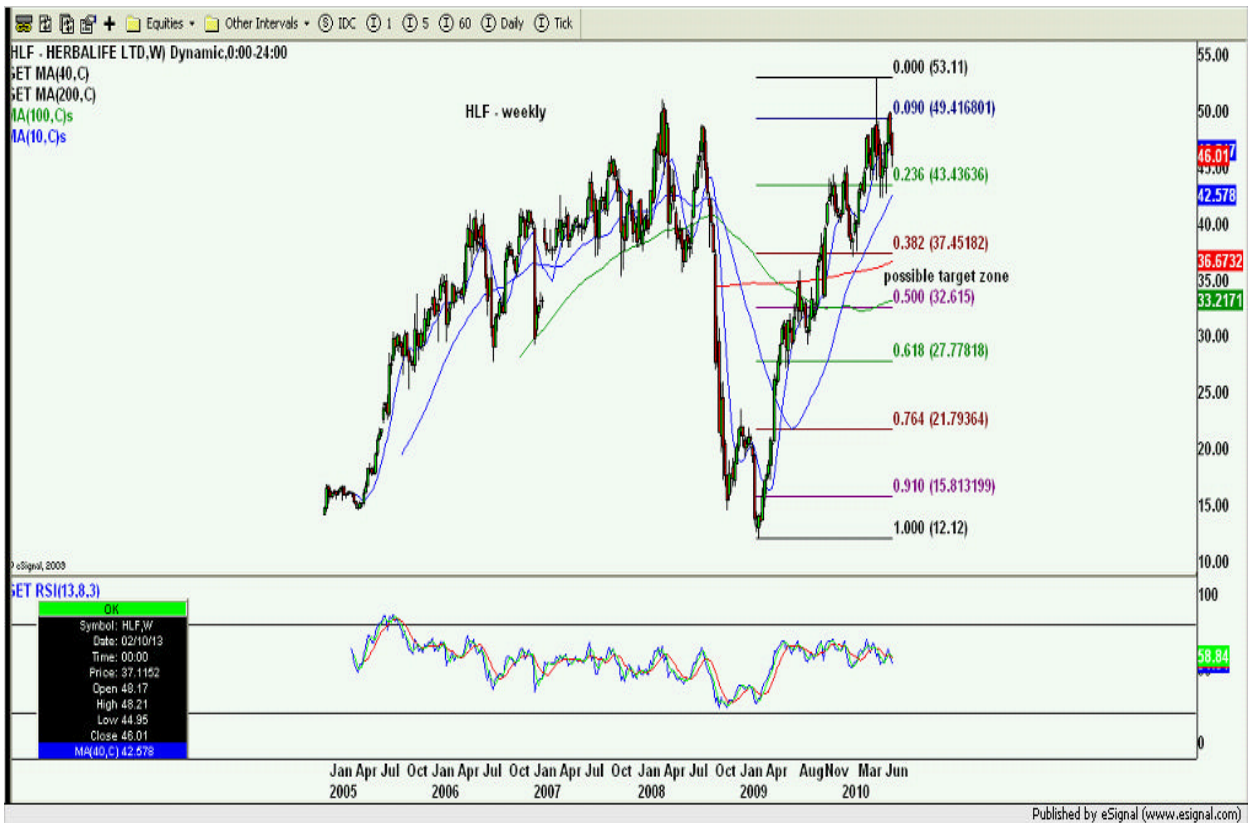 Equities Other Intervals IDC 1 5 60 Daily Tick
HLF - HERBALIFE LTD,W) Dynamic,0:00-24:00
GET MA(40,C)
GET MA(200,C)
MA(100,C)s
MA(10,C)s
HLF - weekly
0.000 (53.11)
0.090 (49.416801)
0.236 (43.43636)
0.382 (37.45182)
possible target zone
0.500 (32.615)
0.618 (27.77818)
0.764 (21.79364)
0.910 (15.813199)
1.000 (12.12)
55.00
50.00
46.01
45.00
42.578
40.00
36.6732
35.00
33.2171
30.00
25.00
20.00
15.00
10.00
eSignal, 2009
GET RSI(13,8,3)
OK
Symbol: HLF,W
Date: 02/10/13
Time: 00:00
Price: 37.1152
Open 48.17
High 48.21
Low 44.95
Close 46.01
MA(40,C) 42.578
100
58.84
0
Jan Apr Jul Oct Jan Apr Jul Oct Jan Apr Jul Oct Jan Apr Jul Oct Jan Apr Aug Nov Mar Jun
2005 2006 2007 2008 2009 2010
Published by eSignal (www.esignal.com)